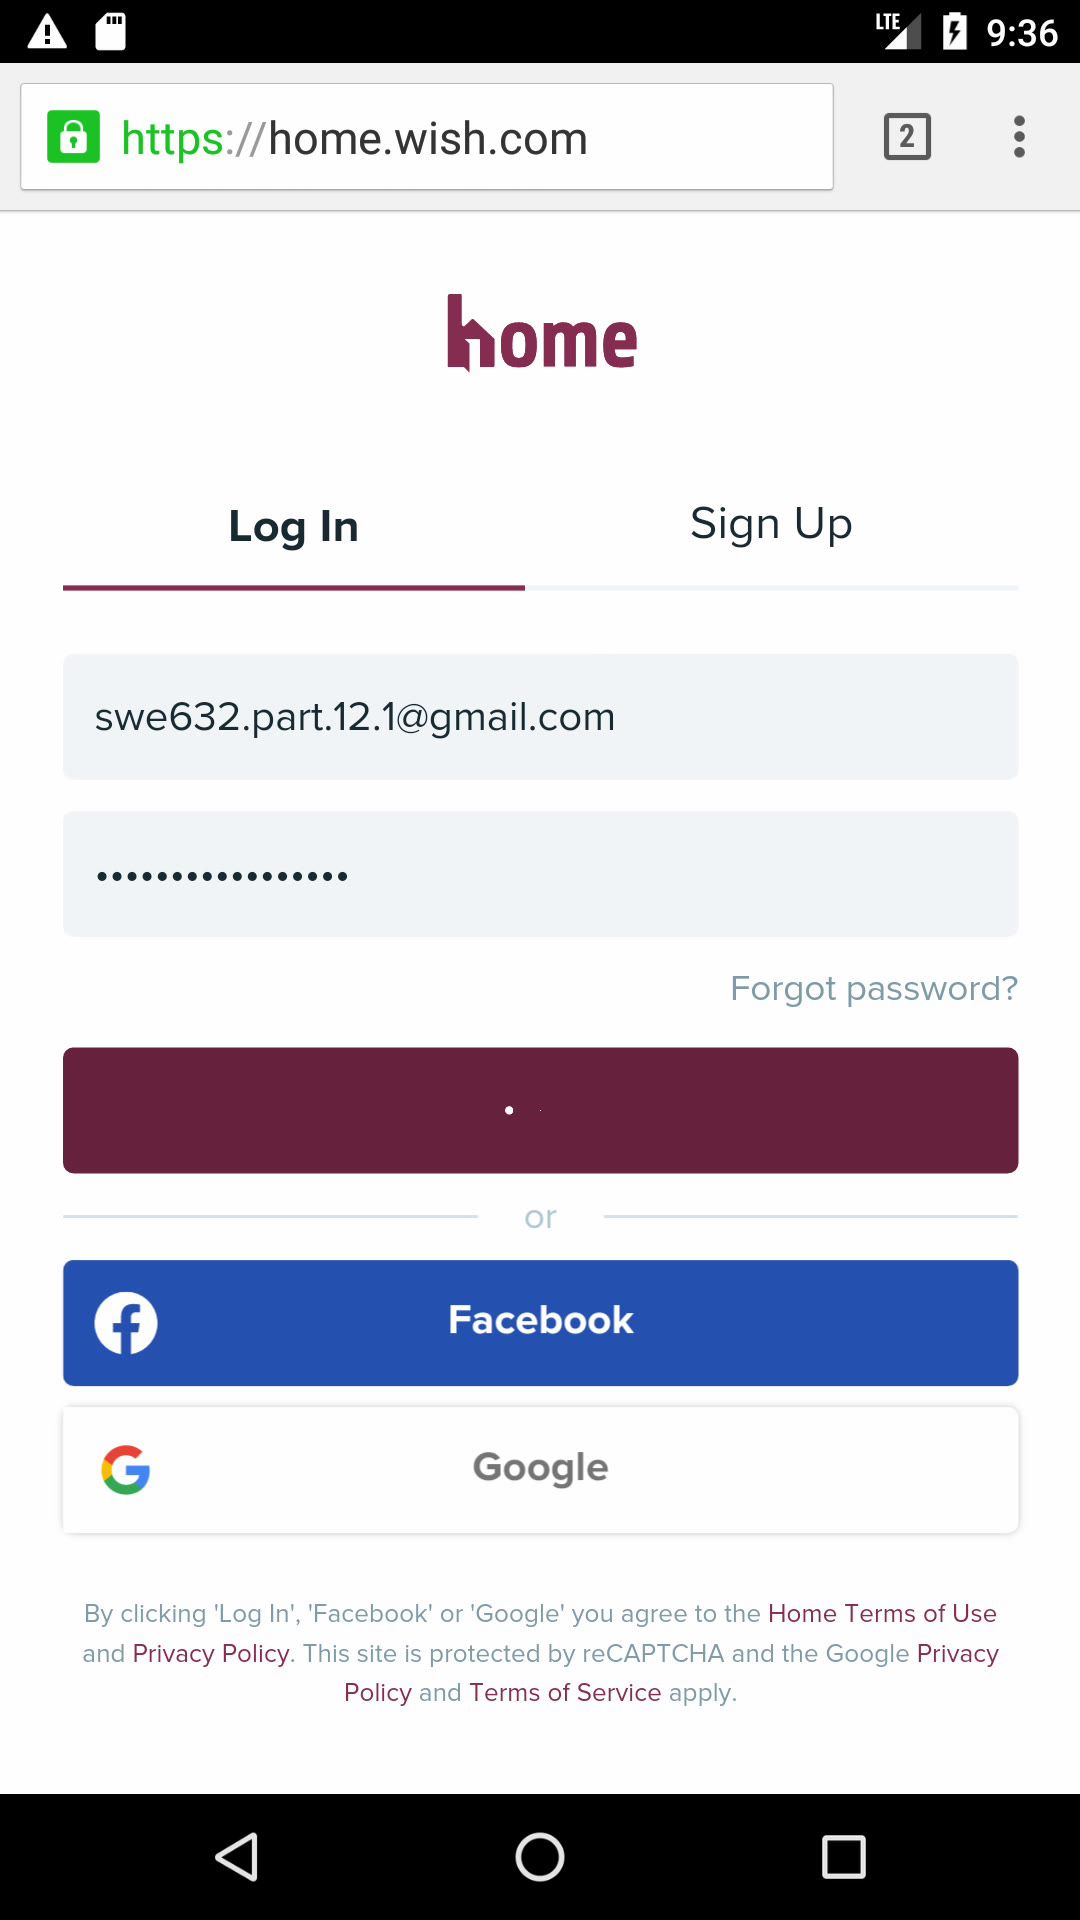 LTE 9:36
https://home.wish.com 2
home
Log In Sign Up
swe632.part.12.1@gmail.com
•••••••••••••••••
Forgot password?
or
Facebook
Google
By clicking 'Log In', 'Facebook' or 'Google' you agree to the Home Terms of Use
and Privacy Policy. This site is protected by reCAPTCHA and the Google Privacy
Policy and Terms of Service apply.